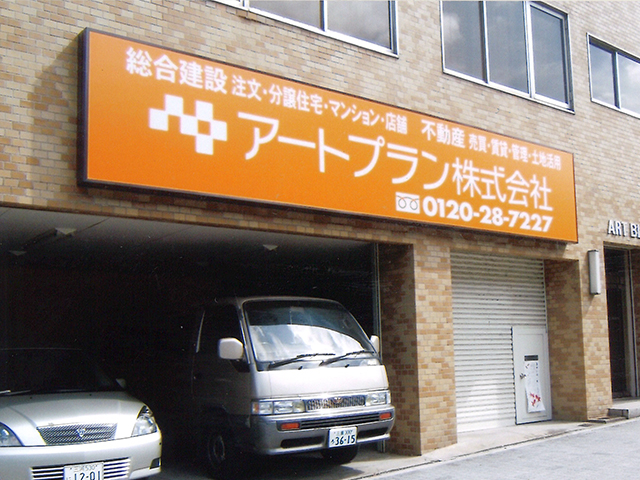 総合建設 注文・分譲住宅・マンション・店舗 不動産 売買・賃貸・管理・土地活用
アートプラン株式会社
0120-28-7227
ART
36-15
12-01